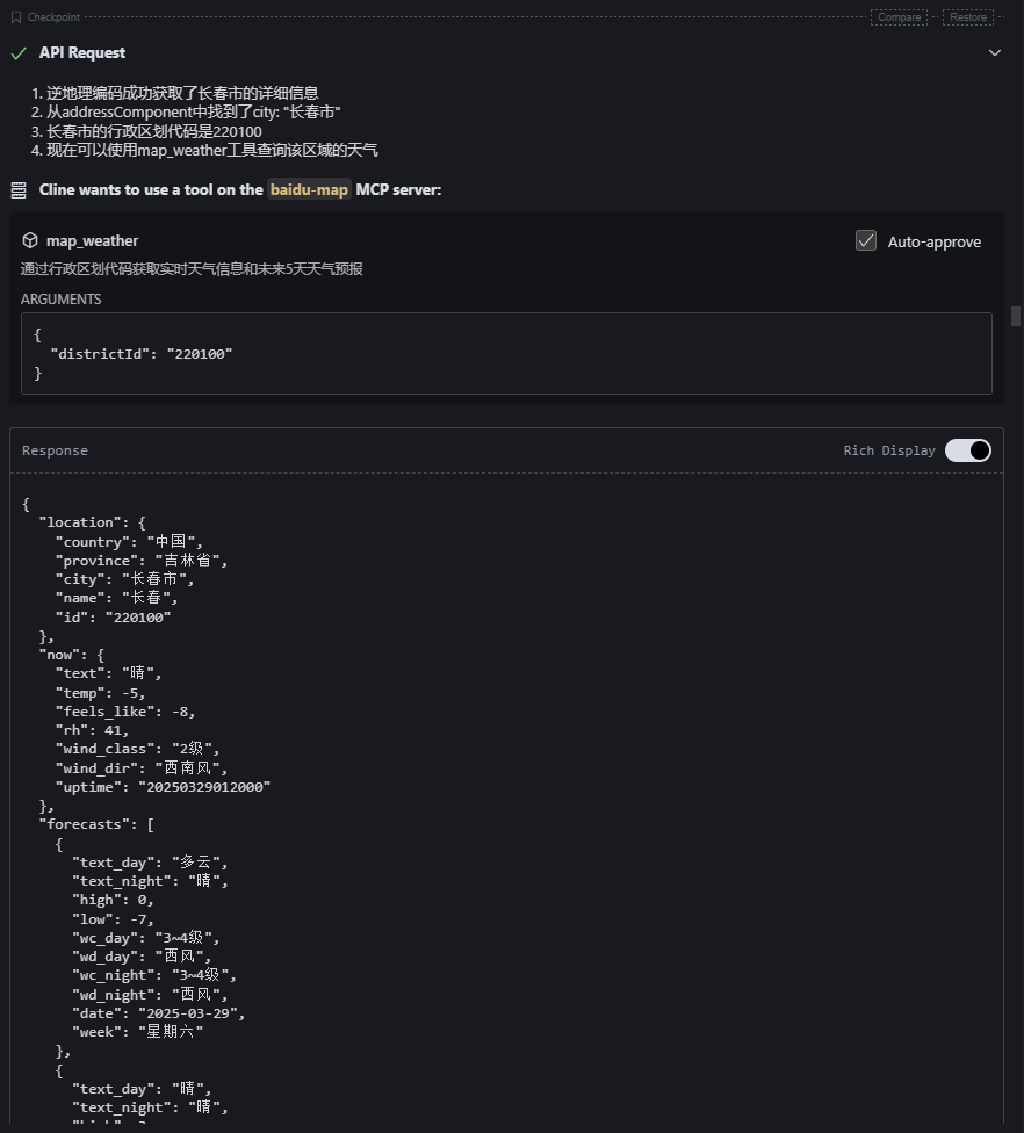 Checkpoint
Compare
Restore
API Request
1. 逆地理编码成功获取了长春市的详细信息
2. 从addressComponent中找到了city: "长春市"
3. 长春市的行政区划代码是220100
4. 现在可以使用map_weather工具查询该区域的天气
Cline wants to use a tool on the baidu-map MCP server:
map_weather
Auto-approve
通过行政区划代码获取实时天气信息和未来5天天气预报
ARGUMENTS
{
"districtId": "220100"
}
Response
Rich Display
{
"location": {
"country": "中国",
"province": "吉林省",
"city": "长春市",
"name": "长春",
"id": "220100"
},
"now": {
"text": "晴",
"temp": -5,
"feels_like": -8,
"rh": 41,
"wind_class": "2级",
"wind_dir": "西南风",
"uptime": "20250329012000"
},
"forecasts": [
{
"text_day": "多云",
"text_night": "晴",
"high": 0,
"low": -7,
"wc_day": "3~4级",
"wd_day": "西风",
"wc_night": "3~4级",
"wd_night": "西风",
"date": "2025-03-29",
"week": "星期六"
},
{
"text_day": "晴",
"text_night": "晴",